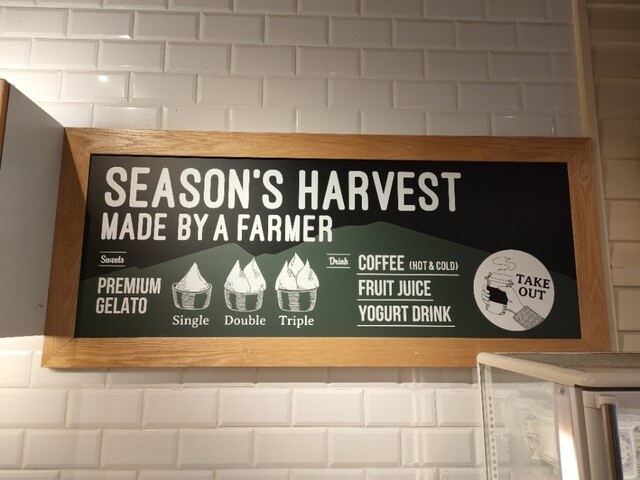 SEASON'S HARVEST
MADE BY A FARMER
Sweets
PREMIUM
GELATO
Single Double Triple
Drink
COFFEE (HOT & COLD)
FRUIT JUICE
YOGURT DRINK
TAKE
OUT